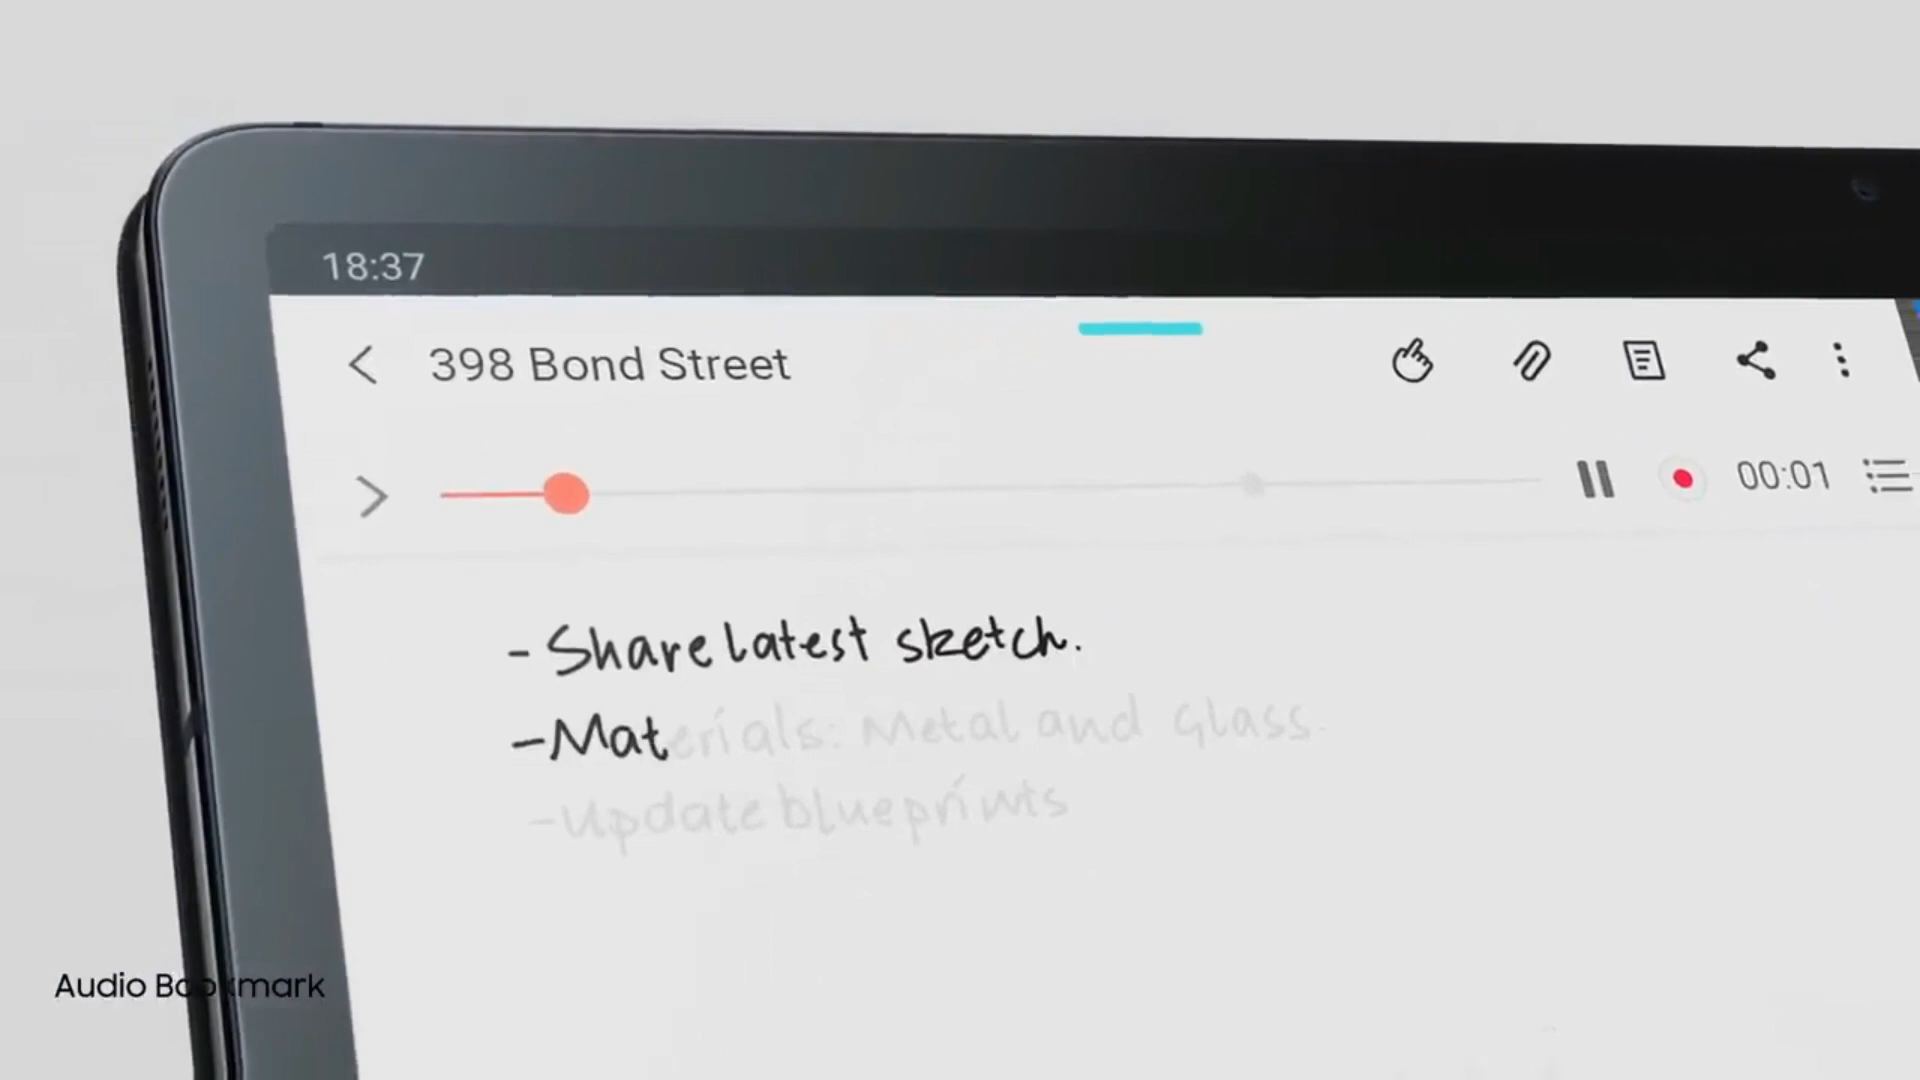 18:37
398 Bond Street
00:01
- Share latest sketch.
- Materials: Metal and Glass.
- Update blueprints
Audio Bookmark